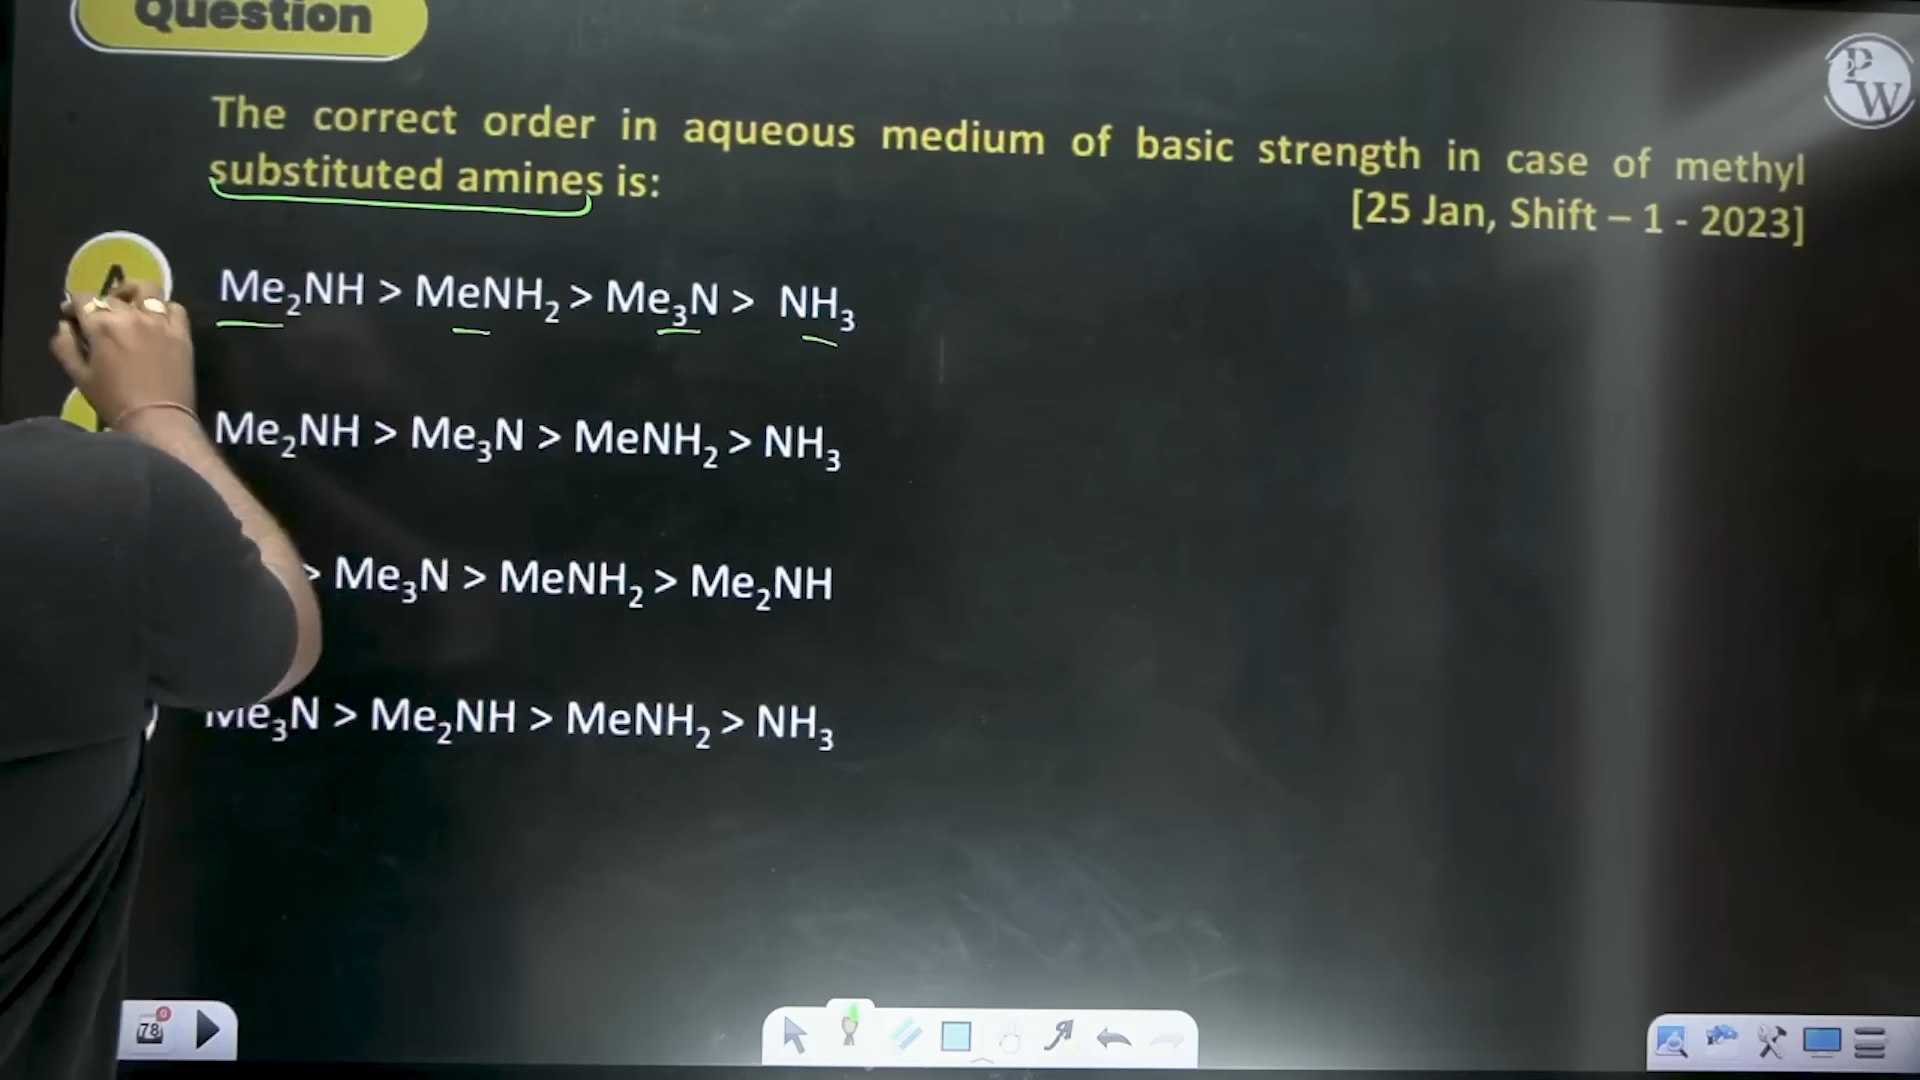 Question
The correct order in aqueous medium of basic strength in case of methyl
substituted amines is:
[25 Jan, Shift – 1 - 2023]
A
Me₂NH > MeNH₂ > Me₃N > NH₃
Me₂NH > Me₃N > MeNH₂ > NH₃
> Me₃N > MeNH₂ > Me₂NH
Me₃N > Me₂NH > MeNH₂ > NH₃
PW
78